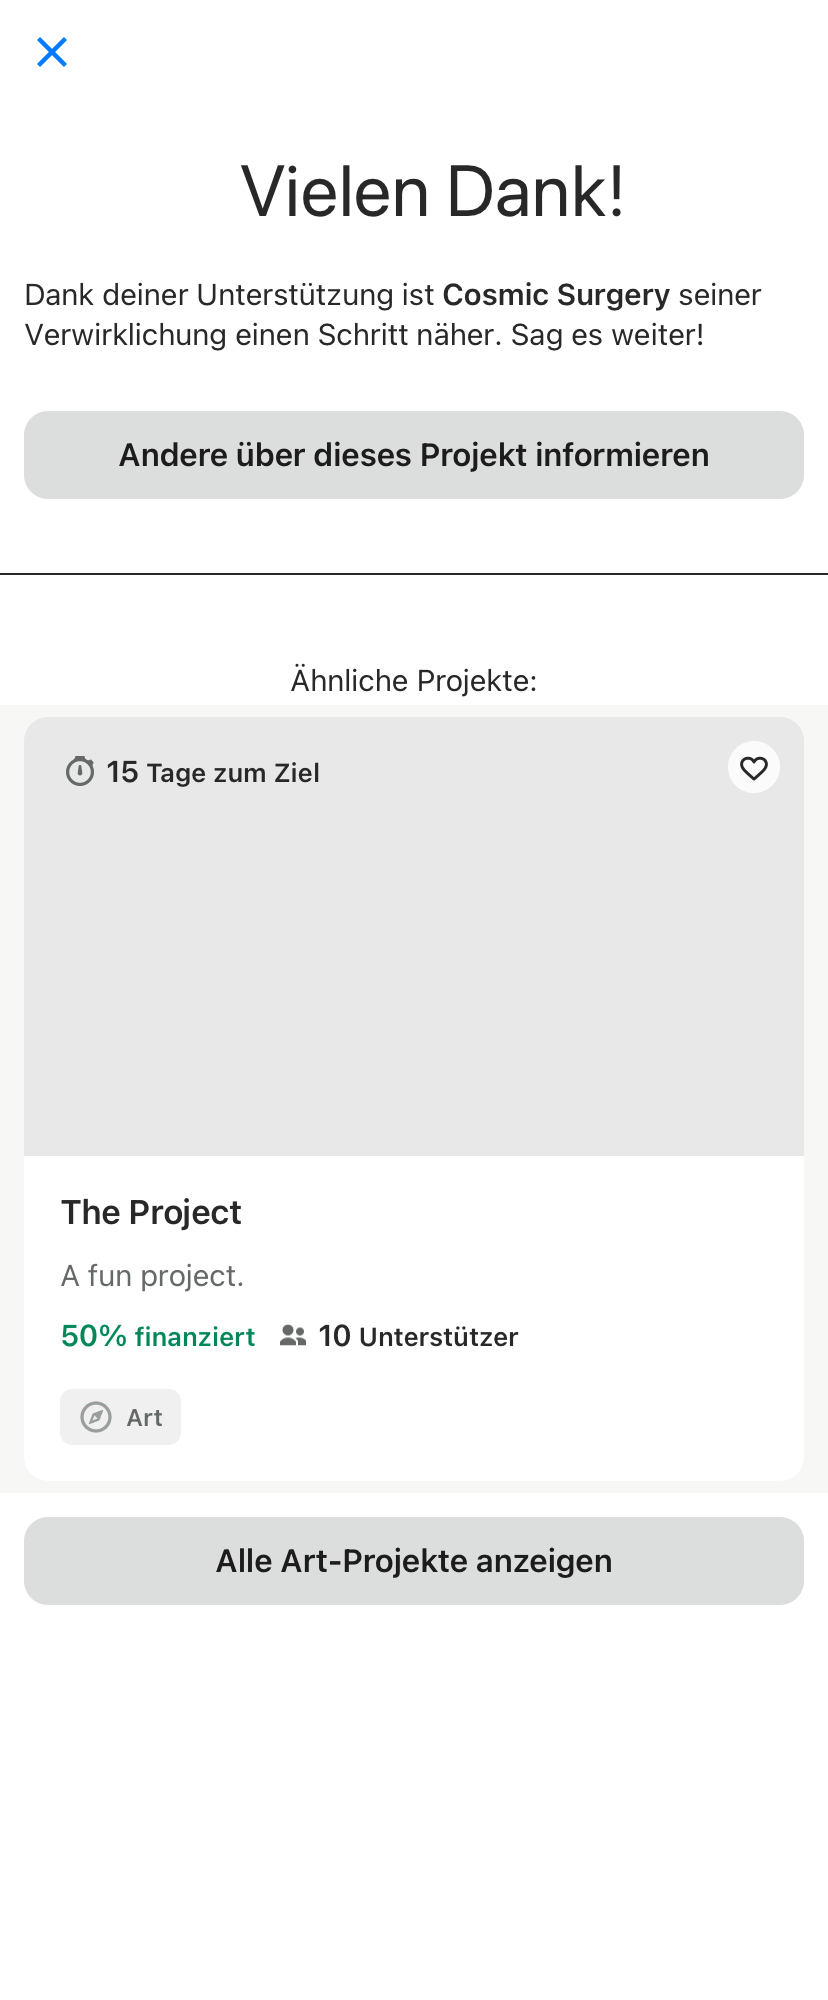 Vielen Dank!
Dank deiner Unterstützung ist Cosmic Surgery seiner
Verwirklichung einen Schritt näher. Sag es weiter!
Andere über dieses Projekt informieren
Ähnliche Projekte:
15 Tage zum Ziel
The Project
A fun project.
50% finanziert 10 Unterstützer
Art
Alle Art-Projekte anzeigen